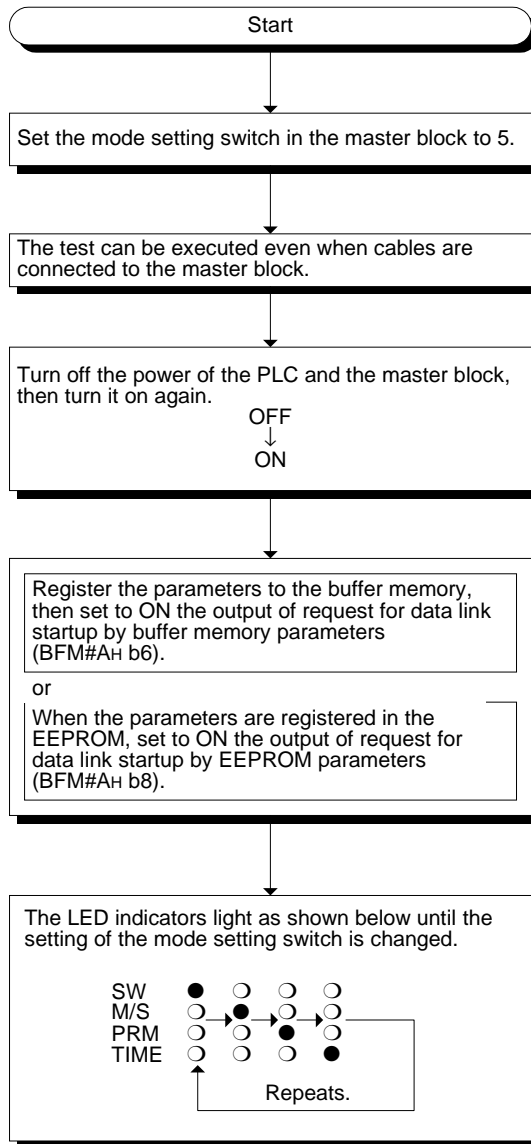 Start
Set the mode setting switch in the master block to 5.
The test can be executed even when cables are
connected to the master block.
Turn off the power of the PLC and the master block,
then turn it on again.
OFF
↓
ON
Register the parameters to the buffer memory,
then set to ON the output of request for data link
startup by buffer memory parameters
(BFM#AH b6).
or
When the parameters are registered in the
EEPROM, set to ON the output of request for
data link startup by EEPROM parameters
(BFM#AH b8).
The LED indicators light as shown below until the
setting of the mode setting switch is changed.
SW
M/S
PRM
TIME
Repeats.